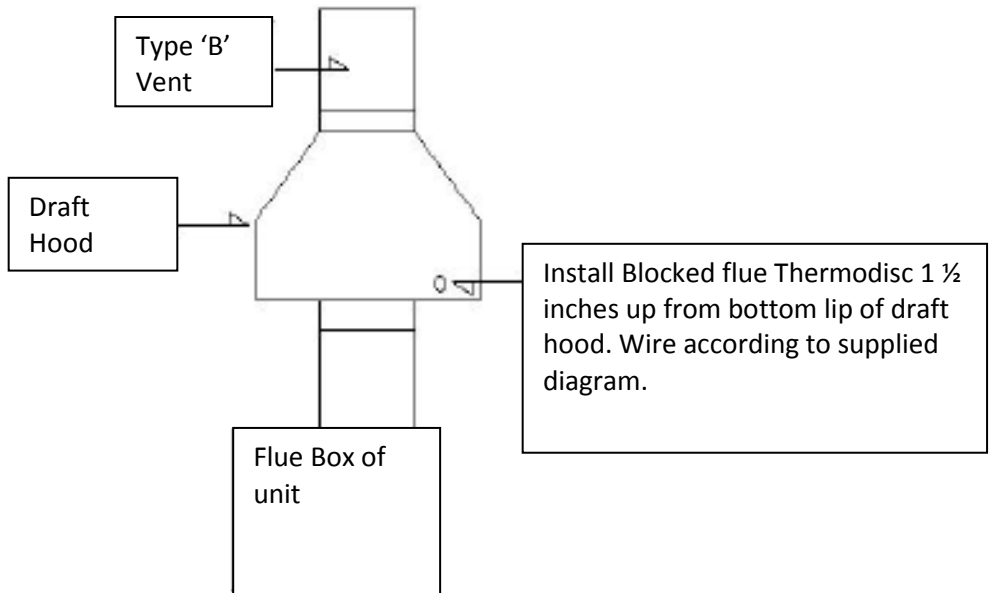 Type ‘B’
Vent
Draft
Hood
Install Blocked flue Thermodisc 1 ½
inches up from bottom lip of draft
hood. Wire according to supplied
diagram.
Flue Box of
unit